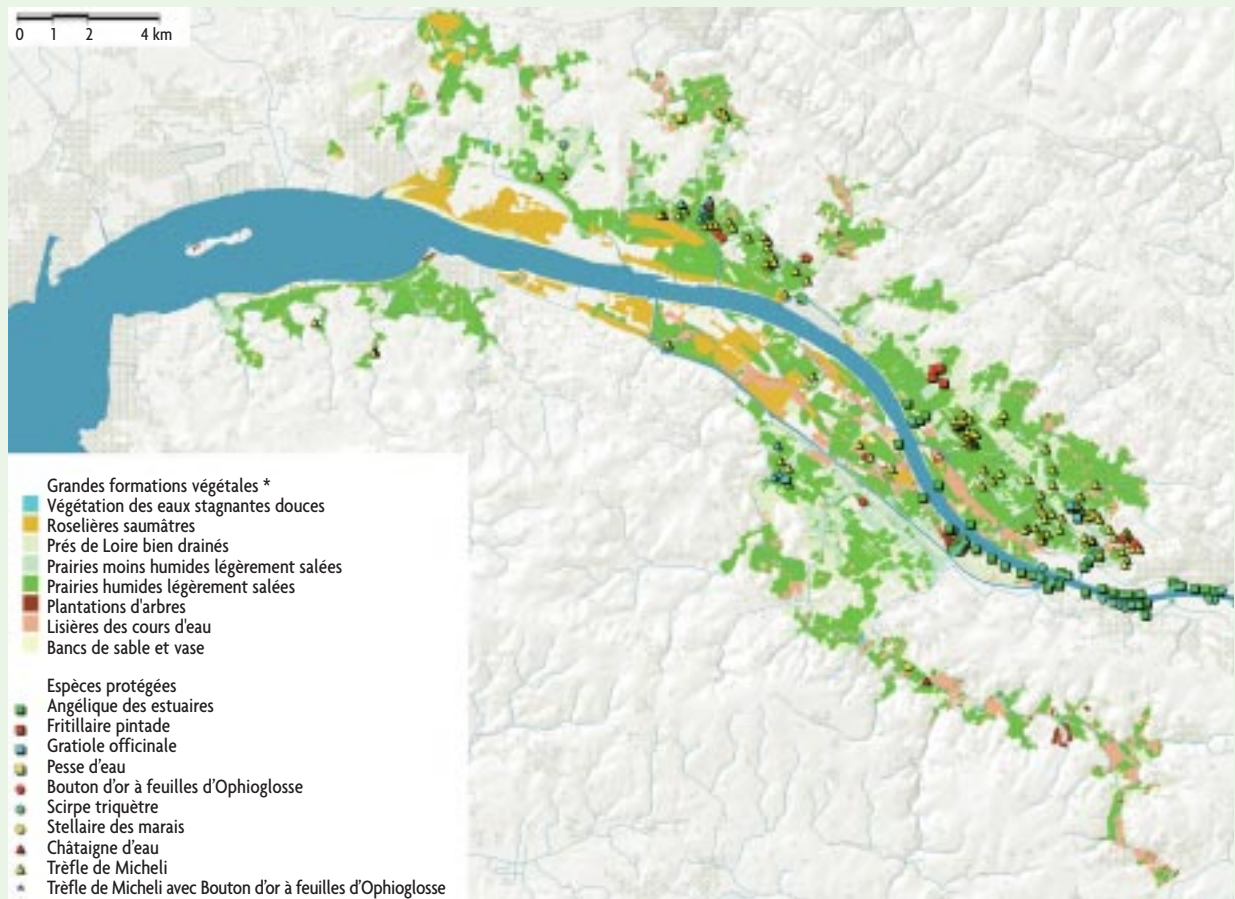 0 1 2 4 km
Grandes formations végétales *
Végétation des eaux stagnantes douces
Roselières saumâtres
Prés de Loire bien drainés
Prairies moins humides légèrement salées
Prairies humides légèrement salées
Plantations d'arbres
Lisières des cours d'eau
Bancs de sable et vase
Espèces protégées
Angélique des estuaires
Fritillaire pintade
Gratiole officinale
Pesse d'eau
Bouton d'or à feuilles d'Ophioglosse
Scirpe triquètre
Stellaire des marais
Châtaigne d'eau
Trèfle de Micheli
Trèfle de Micheli avec Bouton d'or à feuilles d'Ophioglosse